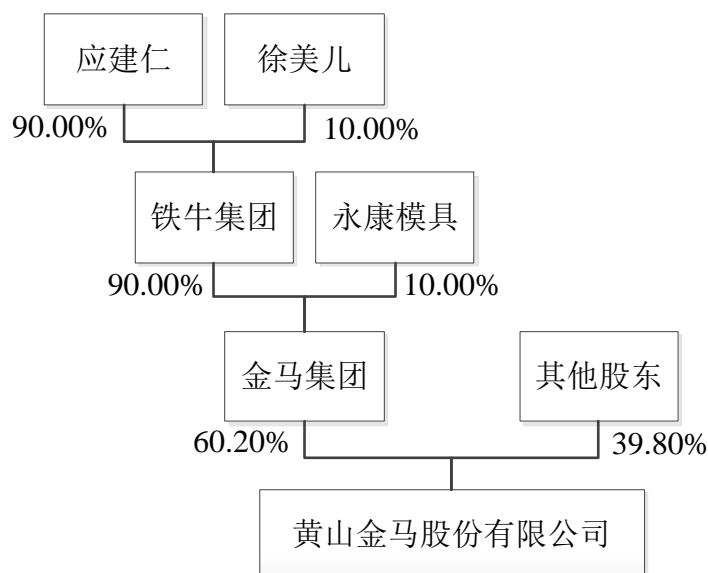 应建仁
徐美儿
90.00%
10.00%
铁牛集团
永康模具
90.00%
10.00%
金马集团
其他股东
60.20%
39.80%
黄山金马股份有限公司